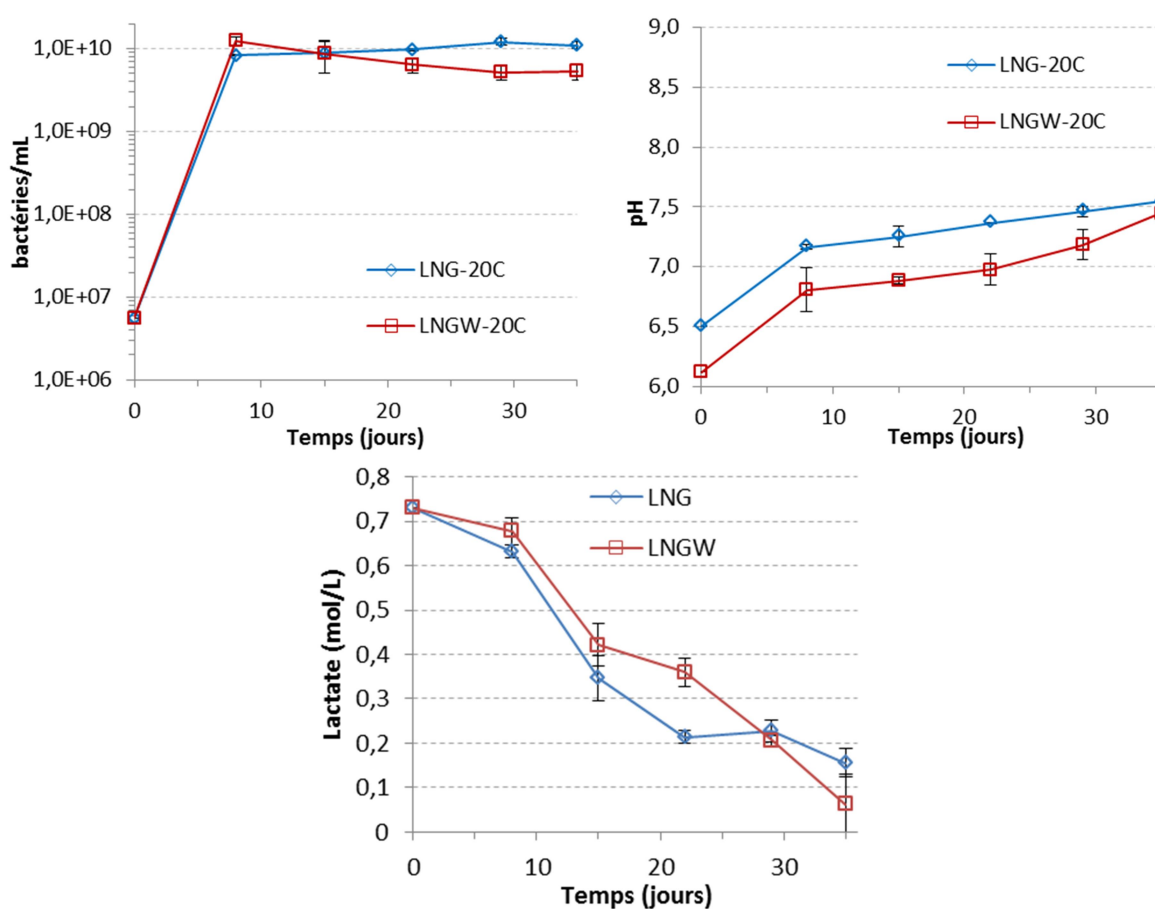 bactéries/mL
1,0E+10
1,0E+09
1,0E+08
1,0E+07
1,0E+06
LNG-20C
LNGW-20C
0 10 20 30
Temps (jours)
pH
9,0
8,5
8,0
7,5
7,0
6,5
6,0
LNG-20C
LNGW-20C
0 10 20 30
Temps (jours)
Lactate (mol/L)
0,8
0,7
0,6
0,5
0,4
0,3
0,2
0,1
0
LNG
LNGW
0 10 20 30
Temps (jours)